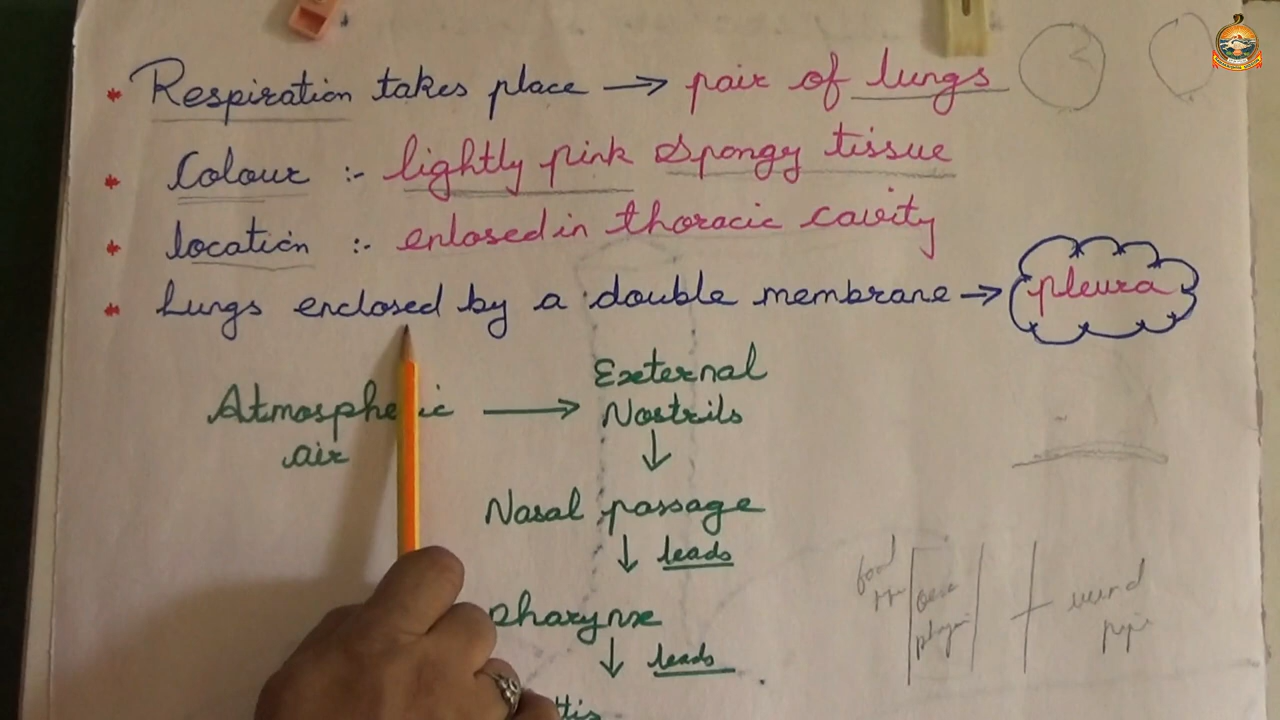 * Respiration takes place → pair of lungs
* Colour :- lightly pink spongy tissue
* location :- enlosed in thoracic cavity
* Lungs enclosed by a double membrane → pleura
Atmospheric air → External Nostrils
↓
Nasal passage
↓ leads
pharynx
↓ leads
food
wind